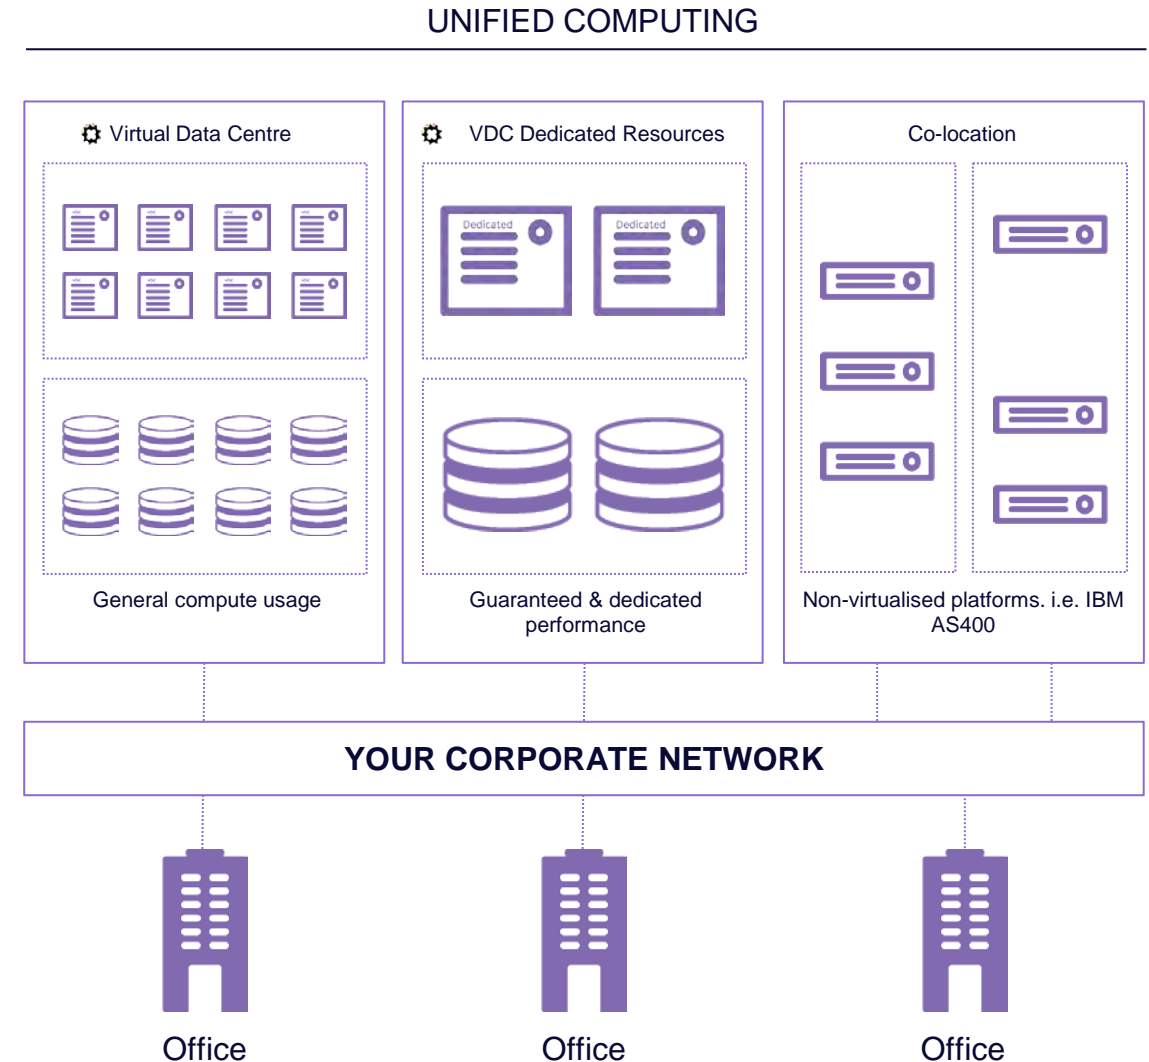 UNIFIED COMPUTING
Virtual Data Centre
VDC Dedicated Resources
Co-location
Dedicated
Dedicated
General compute usage
Guaranteed & dedicated
performance
Non-virtualised platforms. i.e. IBM
AS400
YOUR CORPORATE NETWORK
Office
Office
Office